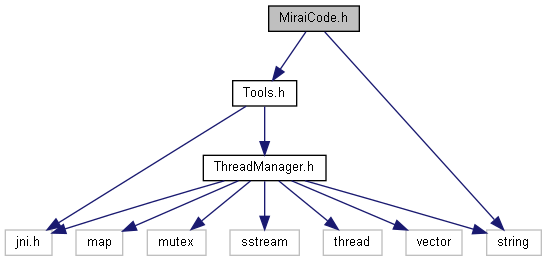 MiraiCode.h
Tools.h
ThreadManager.h
jni.h map mutex sstream thread vector string